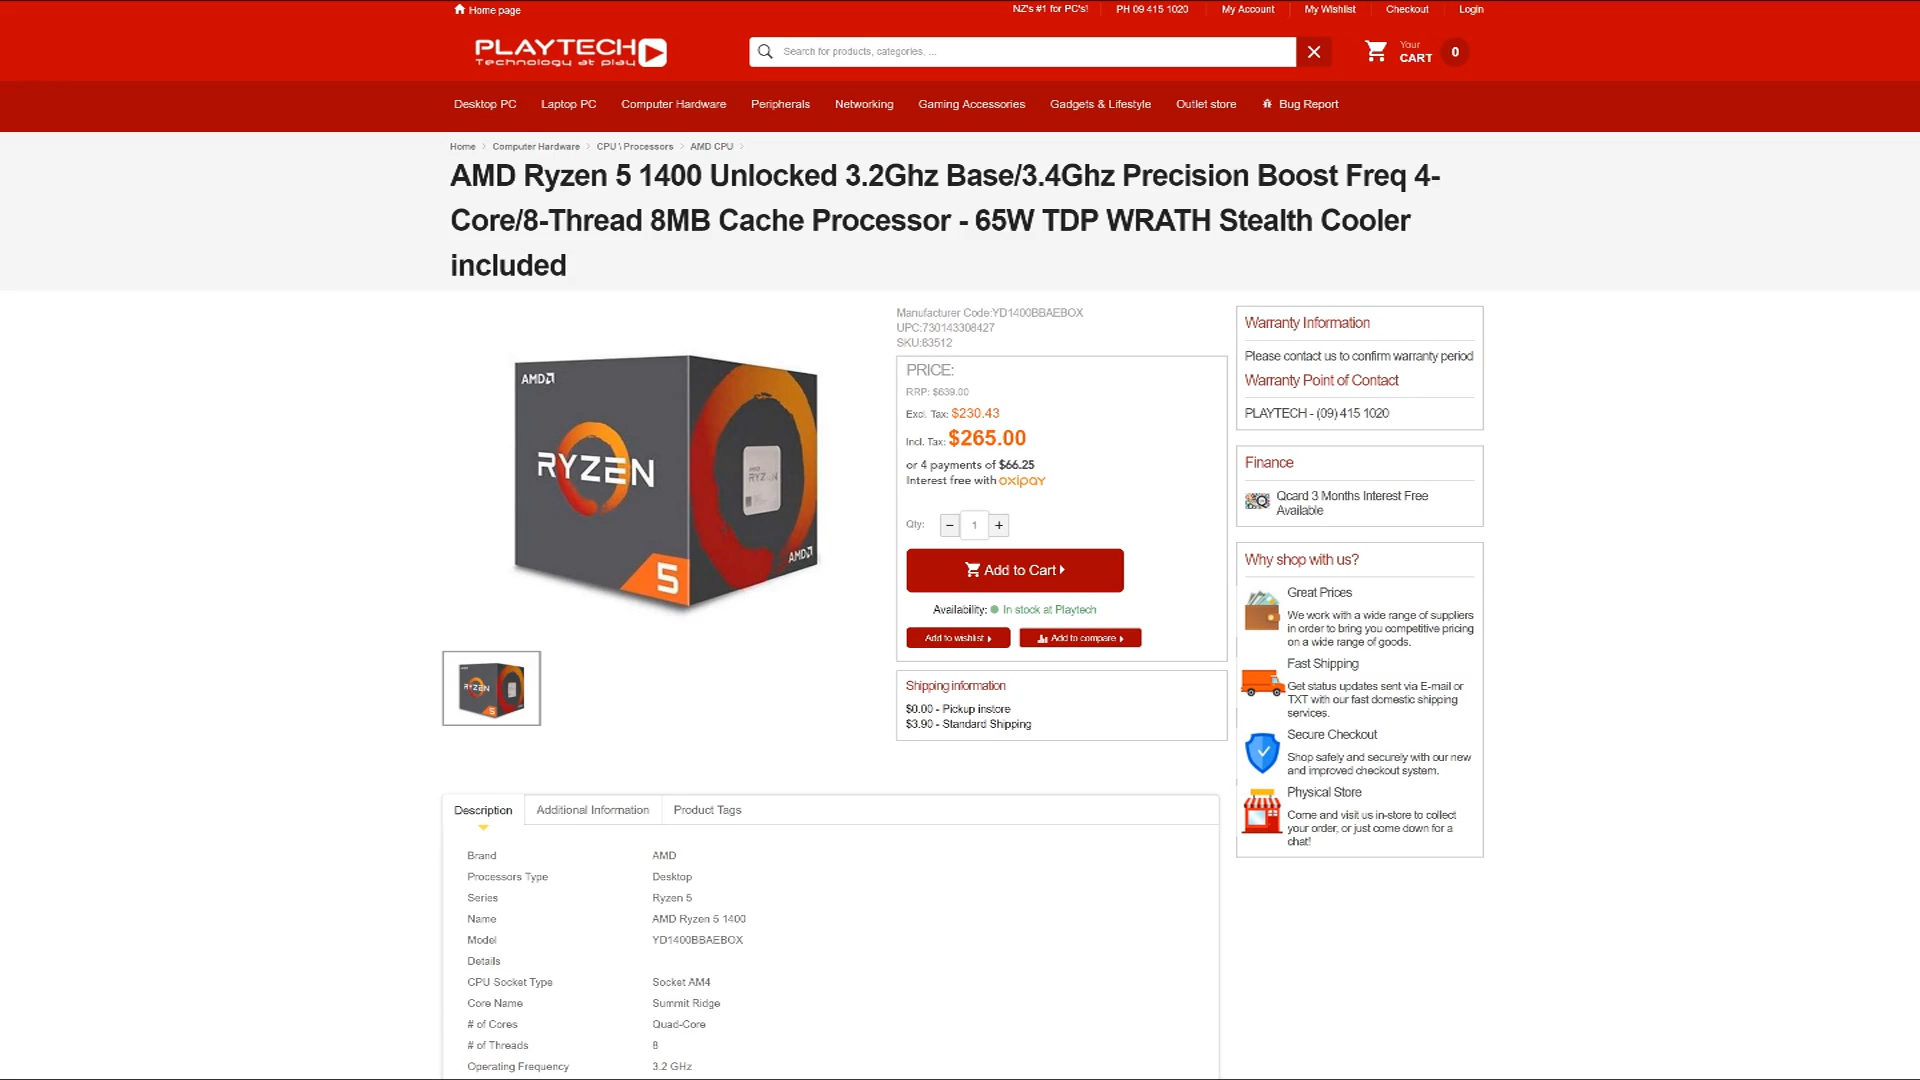 Home page
NZ's #1 for PC's!
PH 09 415 1020
My Account
My Wishlist
Checkout
Login
PLAYTECH
Technology at play
Search for products, categories, ...
Your
CART
0
Desktop PC
Laptop PC
Computer Hardware
Peripherals
Networking
Gaming Accessories
Gadgets & Lifestyle
Outlet store
Bug Report
Home
Computer Hardware
CPU \ Processors
AMD CPU
AMD Ryzen 5 1400 Unlocked 3.2Ghz Base/3.4Ghz Precision Boost Freq 4-
Core/8-Thread 8MB Cache Processor - 65W TDP WRATH Stealth Cooler
included
AMD
RYZEN
5
RYZEN
AMD
RYZEN
5
Manufacturer Code:YD1400BBAEBOX
UPC:730143308427
SKU:83512
PRICE:
RRP: $639.00
Excl. Tax: $230.43
Incl. Tax: $265.00
or 4 payments of $66.25
Interest free with oxipay
Qty:
−
1
+
Add to Cart
Availability: In stock at Playtech
Add to wishlist
Add to compare
Shipping information
$0.00 - Pickup instore
$3.90 - Standard Shipping
Warranty Information
Please contact us to confirm warranty period
Warranty Point of Contact
PLAYTECH - (09) 415 1020
Finance
Qcard 3 Months Interest Free
Available
Why shop with us?
Great Prices
We work with a wide range of suppliers
in order to bring you competitive pricing
on a wide range of goods.
Fast Shipping
Get status updates sent via E-mail or
TXT with our fast domestic shipping
services.
Secure Checkout
Shop safely and securely with our new
and improved checkout system.
Physical Store
Come and visit us in-store to collect
your order, or just come down for a
chat!
Description
Additional Information
Product Tags
Brand AMD
Processors Type Desktop
Series Ryzen 5
Name AMD Ryzen 5 1400
Model YD1400BBAEBOX
Details
CPU Socket Type Socket AM4
Core Name Summit Ridge
# of Cores Quad-Core
# of Threads 8
Operating Frequency 3.2 GHz